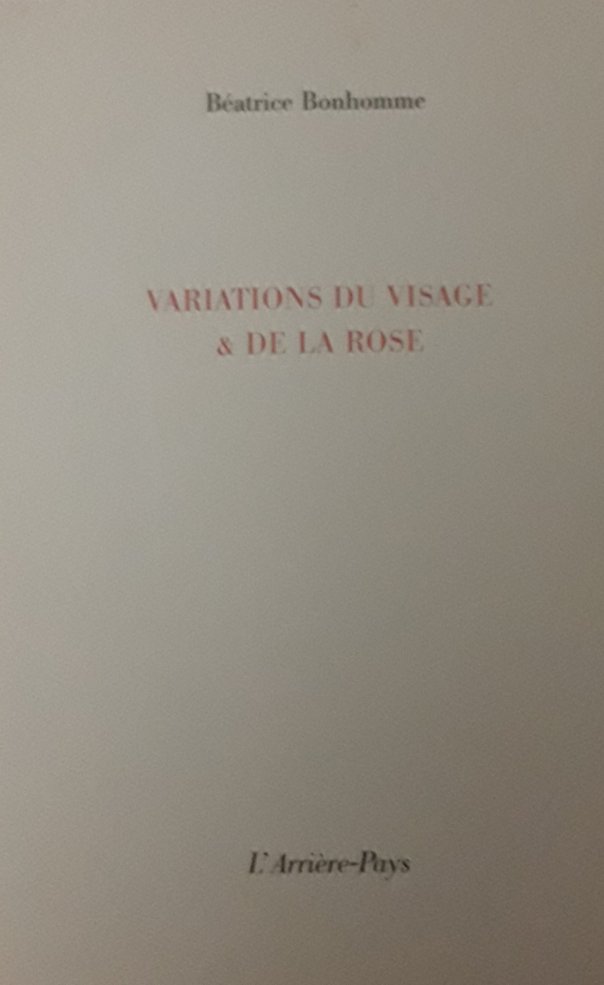 Béatrice Bonhomme
VARIATIONS DU VISAGE
& DE LA ROSE
L'Arrière-Pays